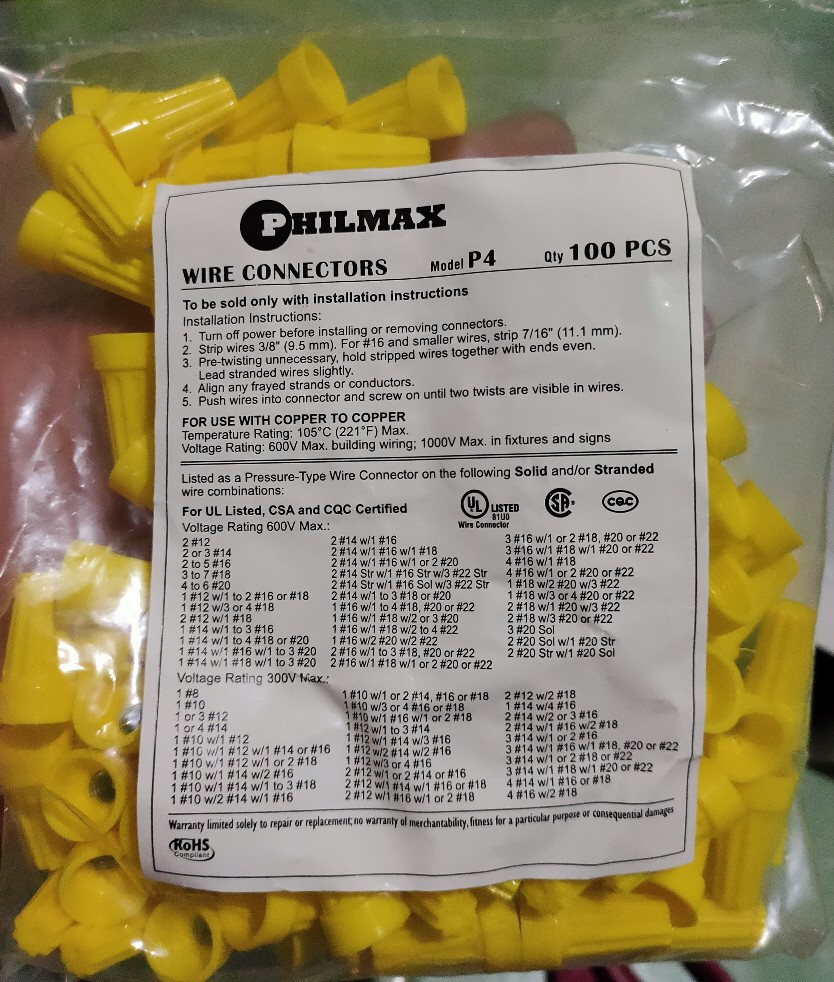 PHILMAX
WIRE CONNECTORS Model P4 Qty 100 PCS
To be sold only with installation instructions
Installation Instructions:
1. Turn off power before installing or removing connectors.
2. Strip wires 3/8" (9.5 mm). For #16 and smaller wires, strip 7/16" (11.1 mm).
3. Pre-twisting unnecessary, hold stripped wires together with ends even.
Lead stranded wires slightly.
4. Align any frayed strands or conductors.
5. Push wires into connector and screw on until two twists are visible in wires.
FOR USE WITH COPPER TO COPPER
Temperature Rating: 105°C (221°F) Max.
Voltage Rating: 600V Max. building wiring; 1000V Max. in fixtures and signs
Listed as a Pressure-Type Wire Connector on the following Solid and/or Stranded
wire combinations:
For UL Listed, CSA and CQC Certified
UL LISTED
81U0
Wire Connector
CQC
Voltage Rating 600V Max.:
2 #12
2 or 3 #14
2 to 5 #16
3 to 7 #18
4 to 6 #20
1 #12 w/1 to 2 #16 or #18
1 #12 w/3 or 4 #18
2 #12 w/1 #18
1 #14 w/1 to 3 #16
1 #14 w/1 to 4 #18 or #20
1 #14 w/1 #16 w/1 to 3 #20
1 #14 w/1 #18 w/1 to 3 #20
2 #14 w/1 #16
2 #14 w/1 #16 w/1 #18
2 #14 w/1 #16 w/1 or 2 #20
2 #14 Str w/1 #16 Str w/3 #22 Str
2 #14 Str w/1 #16 Sol w/3 #22 Str
2 #14 w/1 to 3 #18 or #20
1 #16 w/1 to 4 #18, #20 or #22
1 #16 w/1 #18 w/2 or 3 #20
1 #16 w/1 #18 w/2 to 4 #22
1 #16 w/2 #20 w/2 #22
2 #16 w/1 to 3 #18, #20 or #22
2 #16 w/1 #18 w/1 or 2 #20 or #22
3 #16 w/1 or 2 #18, #20 or #22
3 #16 w/1 #18 w/1 #20 or #22
4 #16 w/1 #18
4 #16 w/1 or 2 #20 or #22
1 #18 w/2 #20 w/3 #22
1 #18 w/3 or 4 #20 or #22
2 #18 w/1 #20 w/3 #22
2 #18 w/3 #20 or #22
3 #20 Sol
2 #20 Sol w/1 #20 Str
2 #20 Str w/1 #20 Sol
Voltage Rating 300V Max.:
1 #8
1 #10
1 or 3 #12
1 or 4 #14
1 #10 w/1 #12
1 #10 w/1 #12 w/1 #14 or #16
1 #10 w/1 #12 w/1 or 2 #18
1 #10 w/1 #14 w/2 #16
1 #10 w/1 #14 w/1 to 3 #18
1 #10 w/2 #14 w/1 #16
1 #10 w/1 or 2 #14, #16 or #18
1 #10 w/3 or 4 #16 or #18
1 #10 w/1 #16 w/1 or 2 #18
1 #12 w/1 to 3 #14
1 #12 w/1 #14 w/3 #16
1 #12 w/2 #14 w/2 #16
1 #12 w/3 or 4 #16
2 #12 w/1 or 2 #14 or #16
2 #12 w/1 #14 w/1 #16 or #18
2 #12 w/1 #16 w/1 or 2 #18
2 #12 w/2 #18
1 #14 w/4 #16
2 #14 w/2 or 3 #16
2 #14 w/1 #16 w/2 #18
3 #14 w/1 or 2 #16
3 #14 w/1 #16 w/1 #18, #20 or #22
3 #14 w/1 or 2 #18 or #22
3 #14 w/1 #18 w/1 #20 or #22
4 #14 w/1 #16 or #18
4 #16 w/2 #18
Warranty limited solely to repair or replacement; no warranty of merchantability, fitness for a particular purpose or consequential damages
RoHS
Compliant